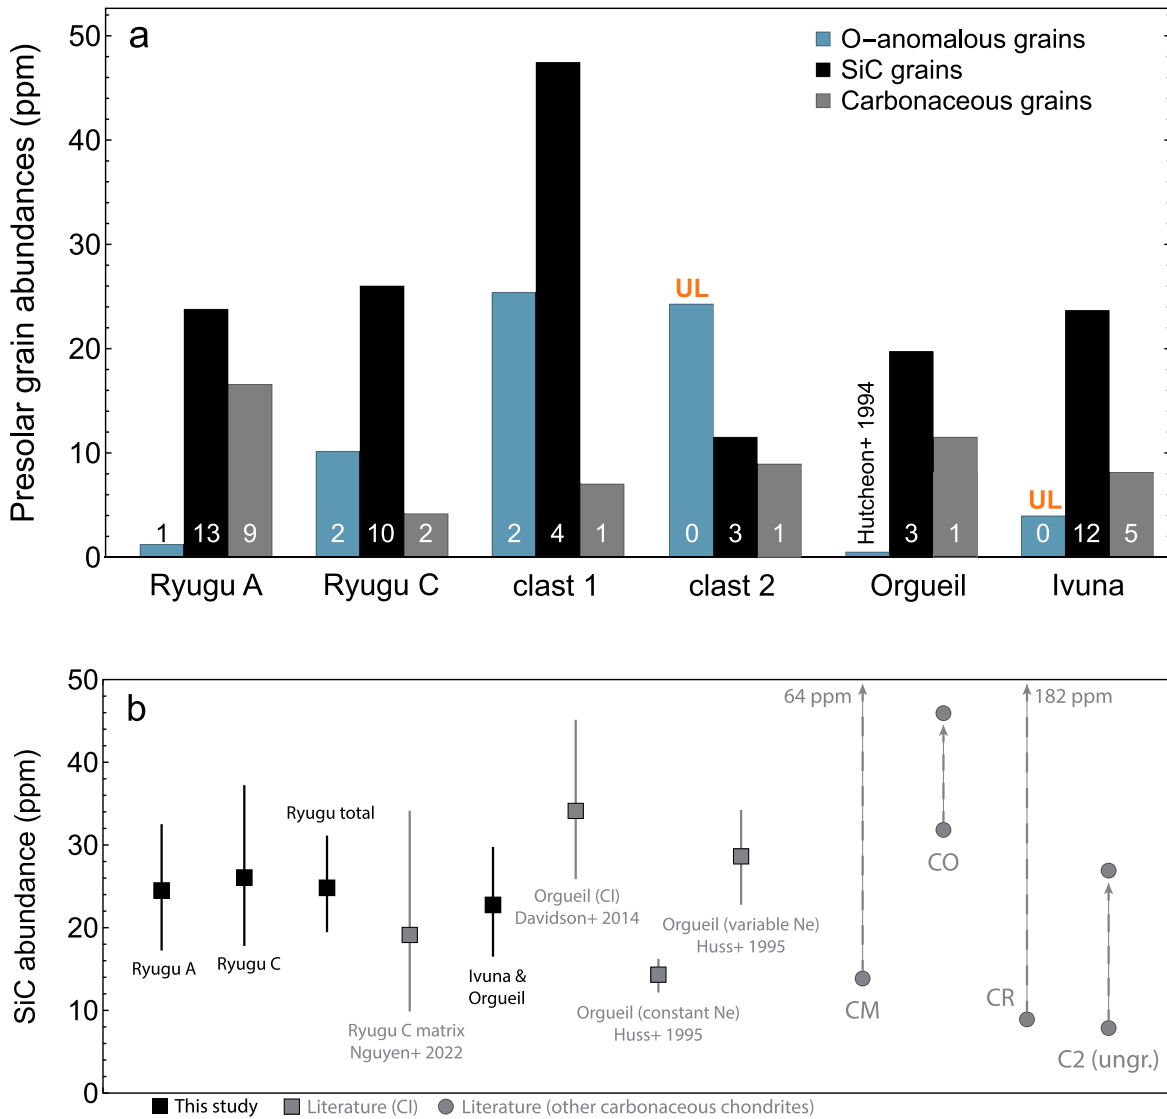 a
Presolar grain abundances (ppm)
50
40
30
20
10
0
O−anomalous grains
SiC grains
Carbonaceous grains
UL
Hutcheon+ 1994
UL
1 13 9
2 10 2
2 4 1
0 3 1
3 1
0 12 5
Ryugu A Ryugu C clast 1 clast 2 Orgueil Ivuna
b
SiC abundance (ppm)
50
40
30
20
10
0
64 ppm
182 ppm
Ryugu total
Ryugu A
Ryugu C
Ryugu C matrix
Nguyen+ 2022
Ivuna &
Orgueil
Orgueil (CI)
Davidson+ 2014
Orgueil (constant Ne)
Huss+ 1995
Orgueil (variable Ne)
Huss+ 1995
CM
CO
CR
C2 (ungr.)
This study
Literature (CI)
Literature (other carbonaceous chondrites)